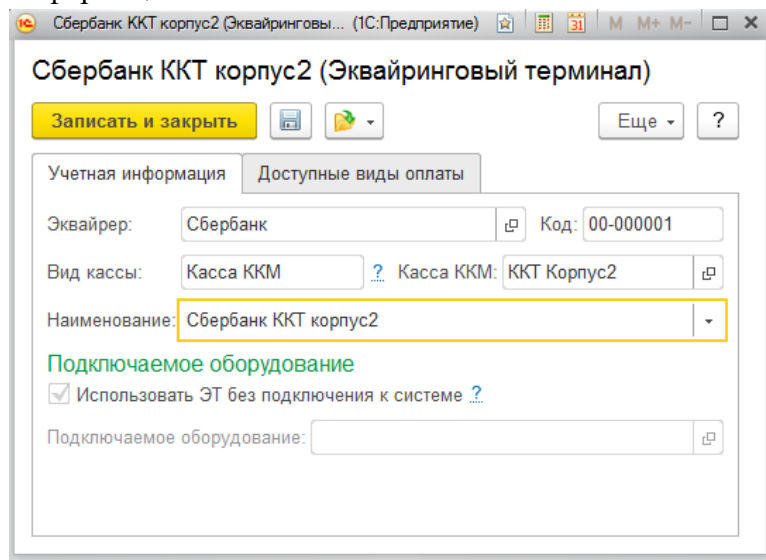 Сбербанк ККТ корпус2 (Эквайринговы... (1С:Предприятие) 31 M M+ M-
Сбербанк ККТ корпус2 (Эквайринговый терминал)
Записать и закрыть Еще ?
Учетная информация Доступные виды оплаты
Эквайрер: Сбербанк Код: 00-000001
Вид кассы: Касса ККМ ? Касса ККМ: ККТ Корпус2
Наименование: Сбербанк ККТ корпус2
Подключаемое оборудование
Использовать ЭТ без подключения к системе ?
Подключаемое оборудование: